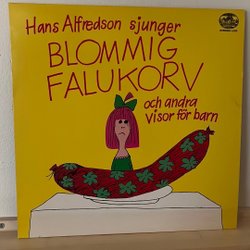 Hans Alfredson sjunger
BLOMMIG
FALUKORV
och andra
visor för barn